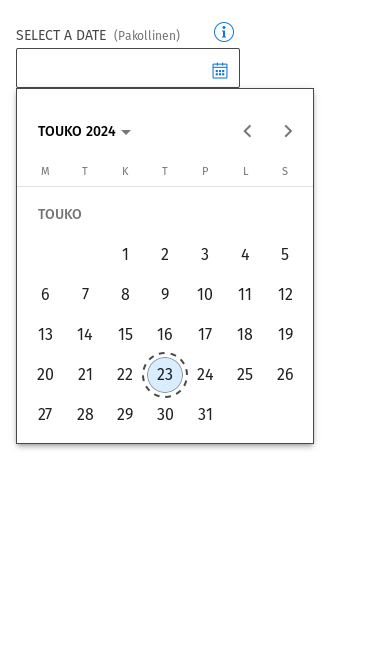 SELECT A DATE (Pakollinen)
TOUKO 2024
M T K T P L S
TOUKO
1 2 3 4 5
6 7 8 9 10 11 12
13 14 15 16 17 18 19
20 21 22 23 24 25 26
27 28 29 30 31